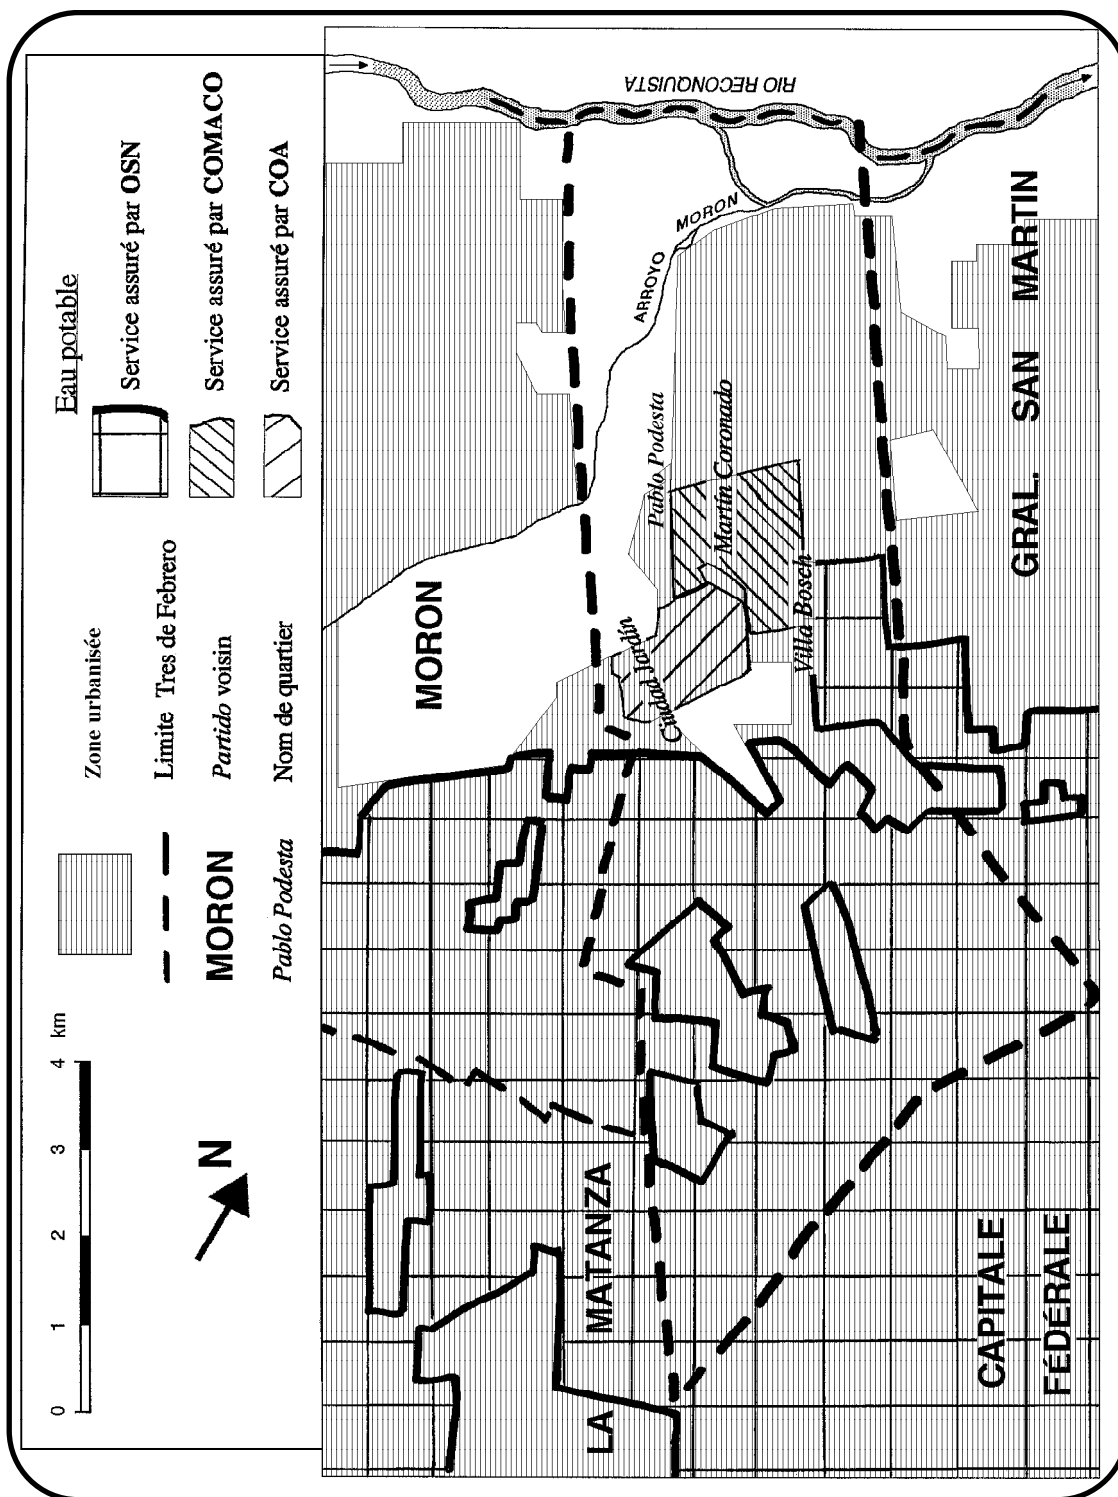 Eau potable
Service assuré par OSN
Service assuré par COMACO
Service assuré par COA
Zone urbanisée
Limite Tres de Febrero
MORON
Partido voisin
Pablo Podesta
Nom de quartier
0 1 2 3 4 km
N
RIO RECONQUISTA
ARROYO MORON
MORON
Pablo Podesta
Martín Coronado
Ciudad Jardín
Villa Bosch
GRAL. SAN MARTIN
LA MATANZA
CAPITALE
FÉDÉRALE